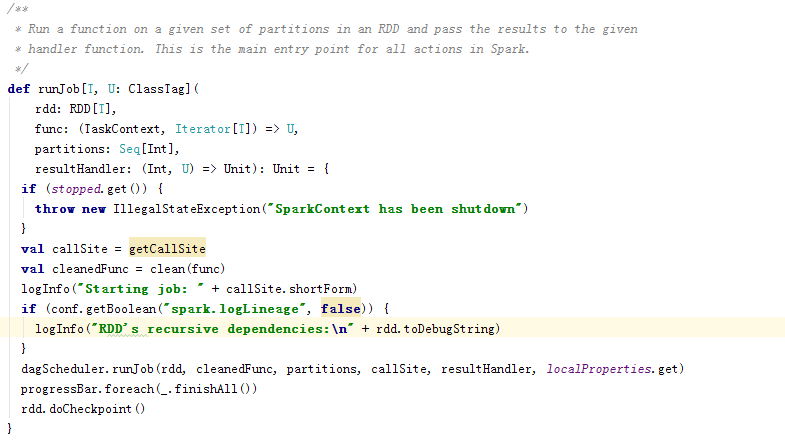 /**
 * Run a function on a given set of partitions in an RDD and pass the results to the given
 * handler function. This is the main entry point for all actions in Spark.
 */
def runJob[T, U: ClassTag](
    rdd: RDD[T],
    func: (TaskContext, Iterator[T]) => U,
    partitions: Seq[Int],
    resultHandler: (Int, U) => Unit): Unit = {
  if (stopped.get()) {
    throw new IllegalStateException("SparkContext has been shutdown")
  }
  val callSite = getCallSite
  val cleanedFunc = clean(func)
  logInfo("Starting job: " + callSite.shortForm)
  if (conf.getBoolean("spark.logLineage", false)) {
    logInfo("RDD's recursive dependencies:\n" + rdd.toDebugString)
  }
  dagScheduler.runJob(rdd, cleanedFunc, partitions, callSite, resultHandler, localProperties.get)
  progressBar.foreach(_.finishAll())
  rdd.doCheckpoint()
}